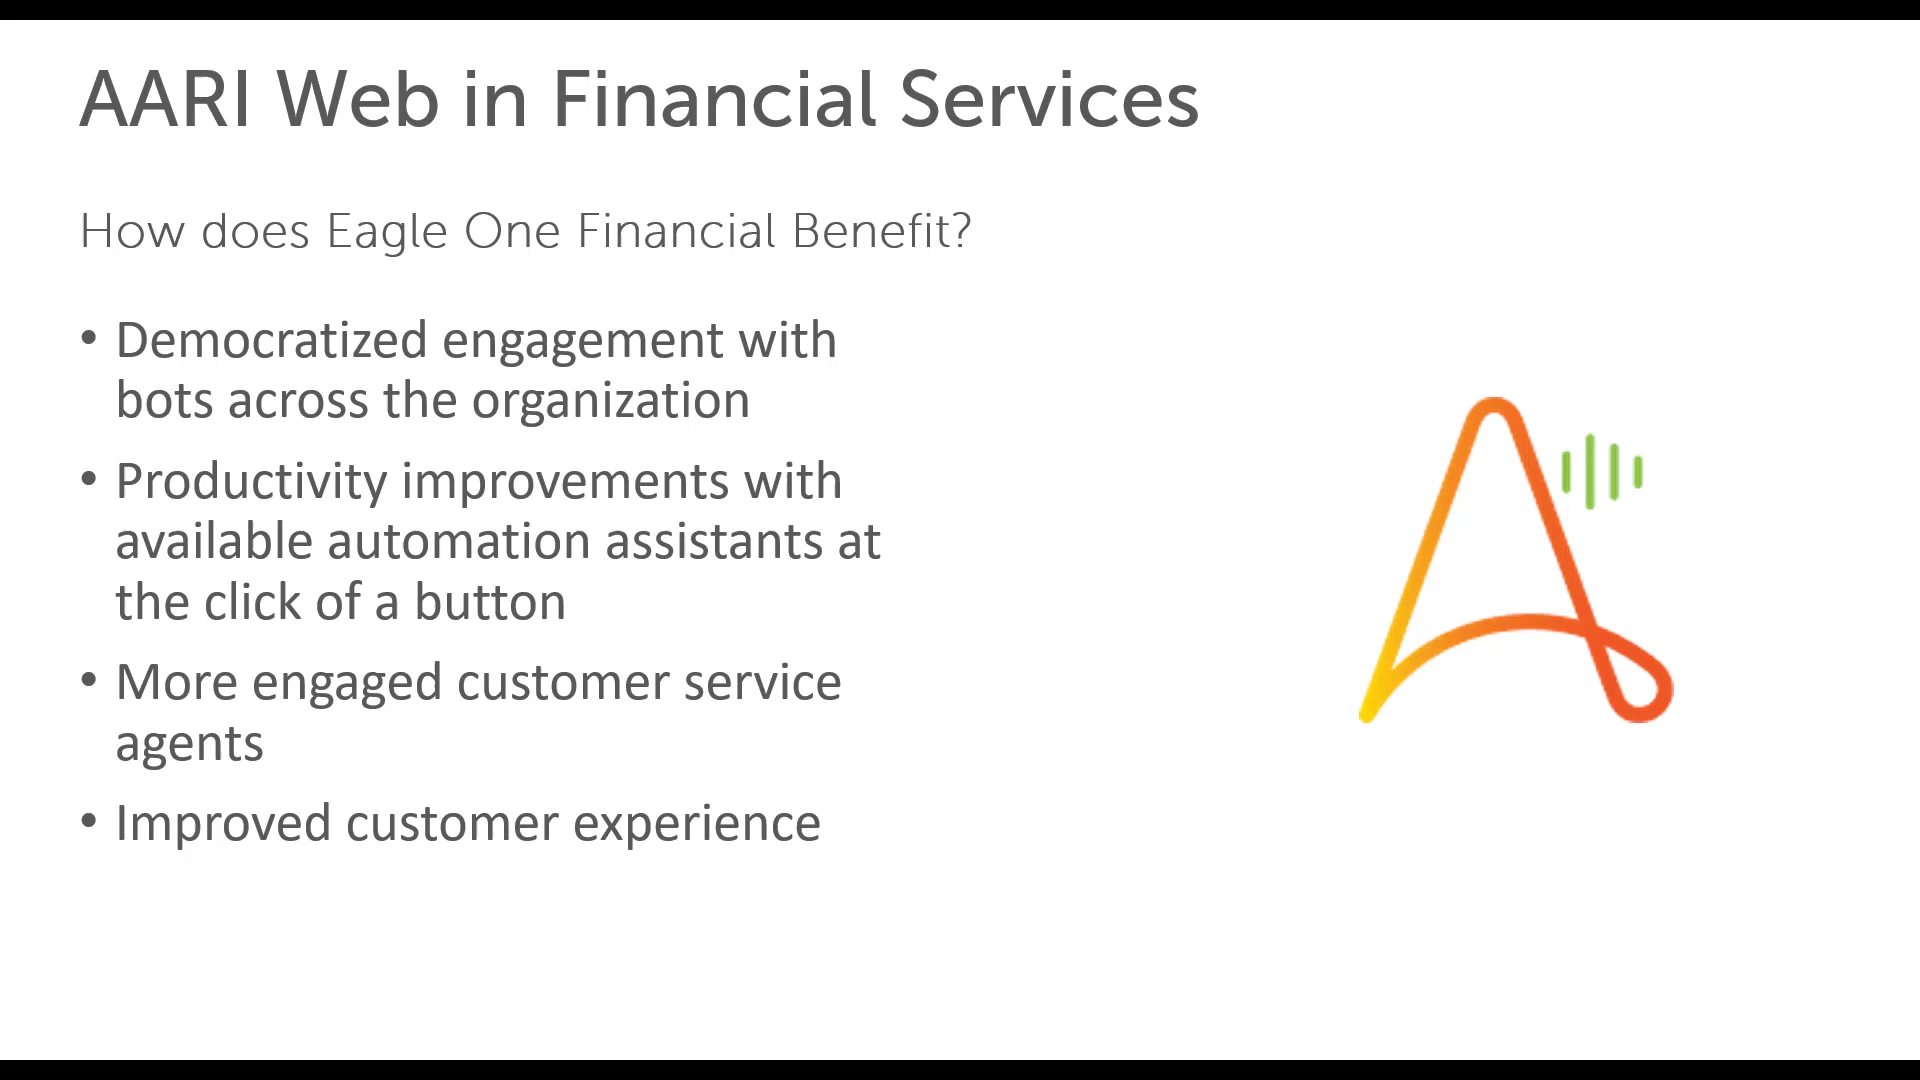 AARI Web in Financial Services
How does Eagle One Financial Benefit?
• Democratized engagement with
bots across the organization
• Productivity improvements with
available automation assistants at
the click of a button
• More engaged customer service
agents
• Improved customer experience